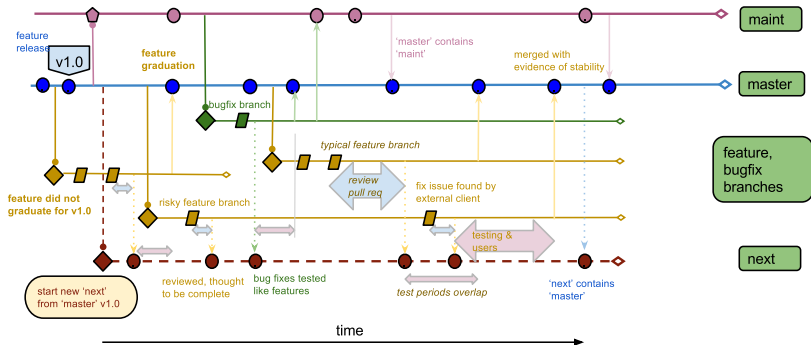 maint
feature
release
v1.0
feature
graduation
'master' contains
'maint'
merged with
evidence of stability
master
bugfix branch
typical feature branch
feature,
bugfix
branches
review
pull req
fix issue found by
external client
feature did not
graduate for v1.0
risky feature branch
testing &
users
next
start new 'next'
from 'master' v1.0
reviewed, thought
to be complete
bug fixes tested
like features
test periods overlap
'next' contains
'master'
time